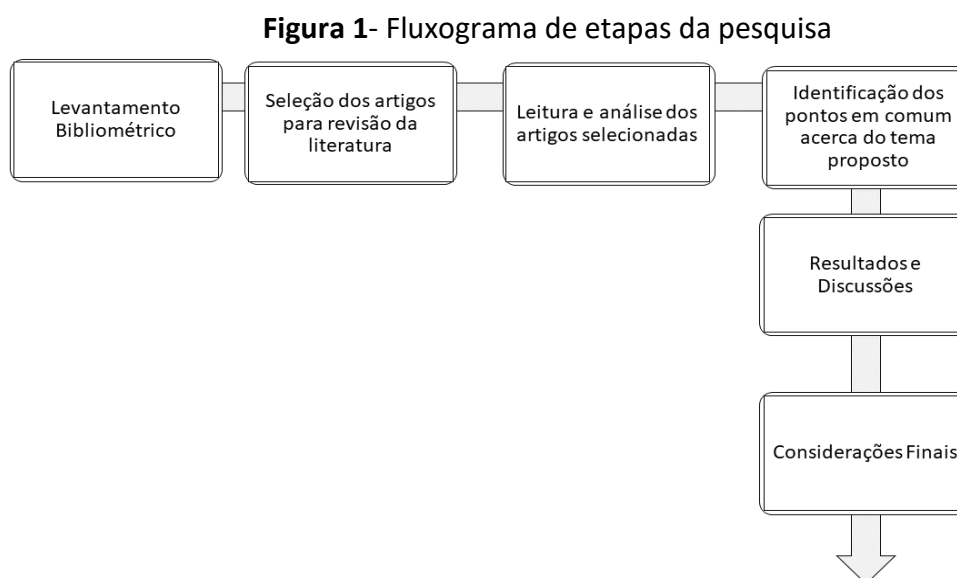 Figura 1- Fluxograma de etapas da pesquisa
Levantamento
Bibliométrico
Seleção dos artigos
para revisão da
literatura
Leitura e análise dos
artigos selecionadas
Identificação dos
pontos em comum
acerca do tema
proposto
Resultados e
Discussões
Considerações Finais